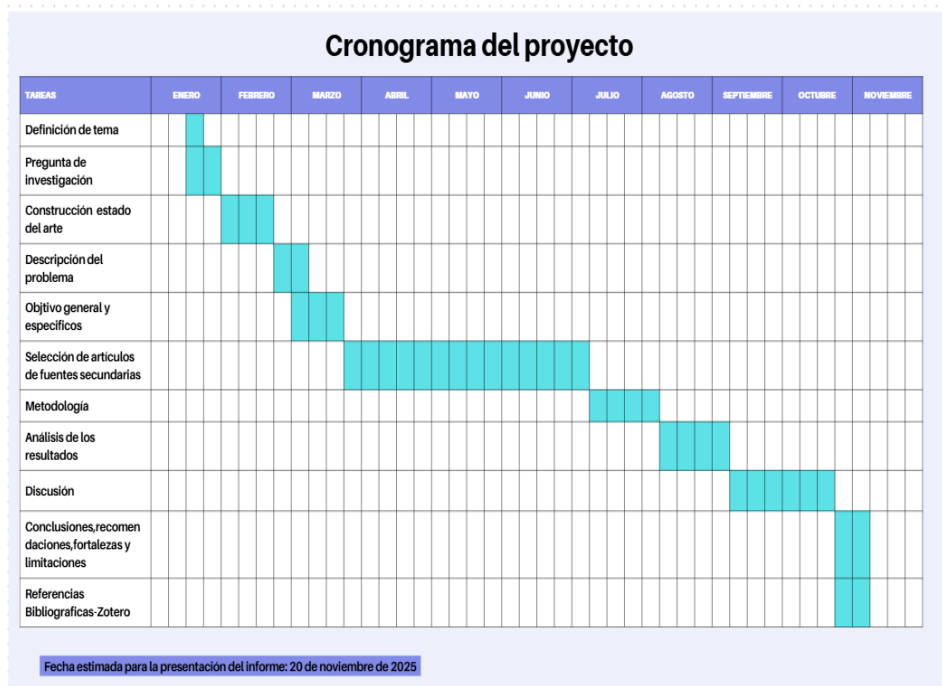 Cronograma del proyecto
TAREAS ENERO FEBRERO MARZO ABRIL MAYO JUNIO JULIO AGOSTO SEPTIEMBRE OCTUBRE NOVIEMBRE
Definición de tema
Pregunta de
investigación
Construcción estado
del arte
Descripción del
problema
Objtivo general y
especificos
Selección de artículos
de fuentes secundarias
Metodología
Análisis de los
resultados
Discusión
Conclusiones,recomen
daciones,fortalezas y
limitaciones
Referencias
Bibliograficas-Zotero
Fecha estimada para la presentación del informe: 20 de noviembre de 2025